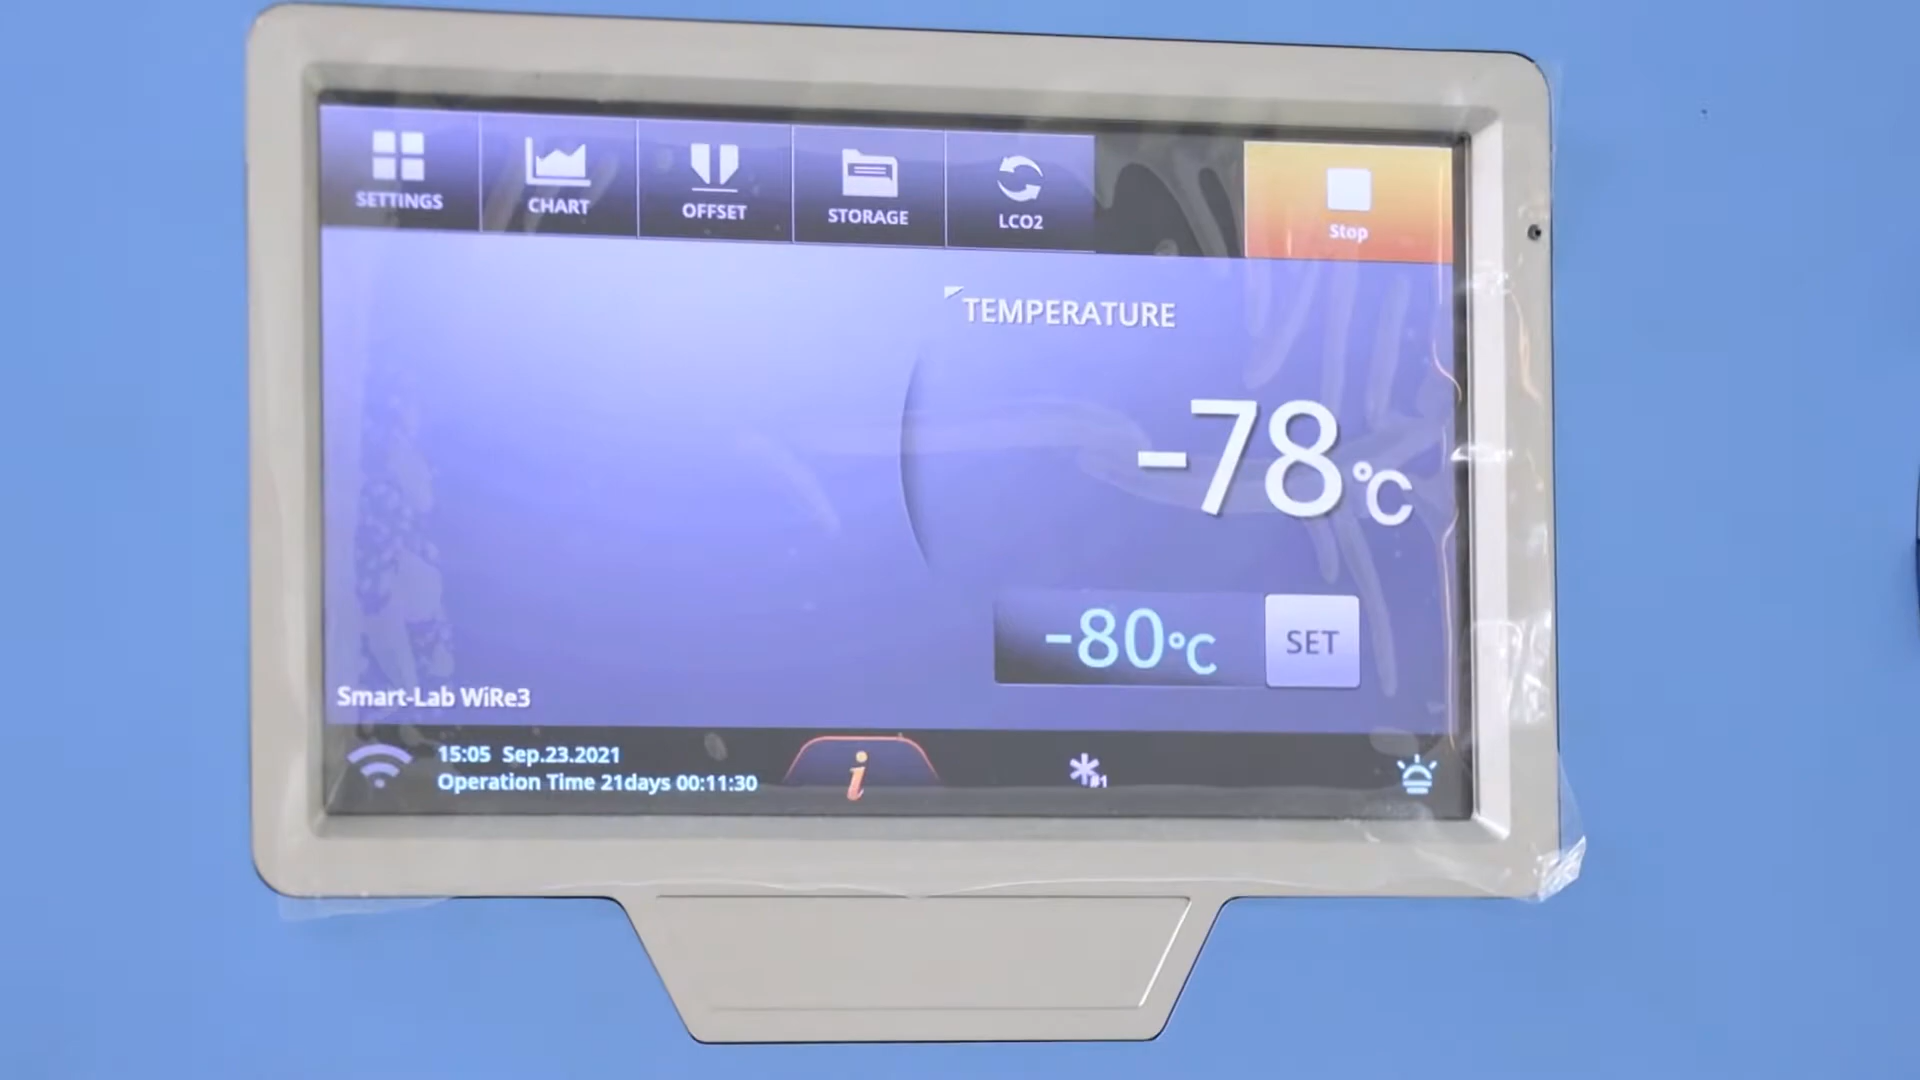 SETTINGS
CHART
OFFSET
STORAGE
LCO2
Stop
TEMPERATURE
-78°C
-80°C
SET
Smart-Lab WiRe3
15:05 Sep.23.2021
Operation Time 21days 00:11:30
i